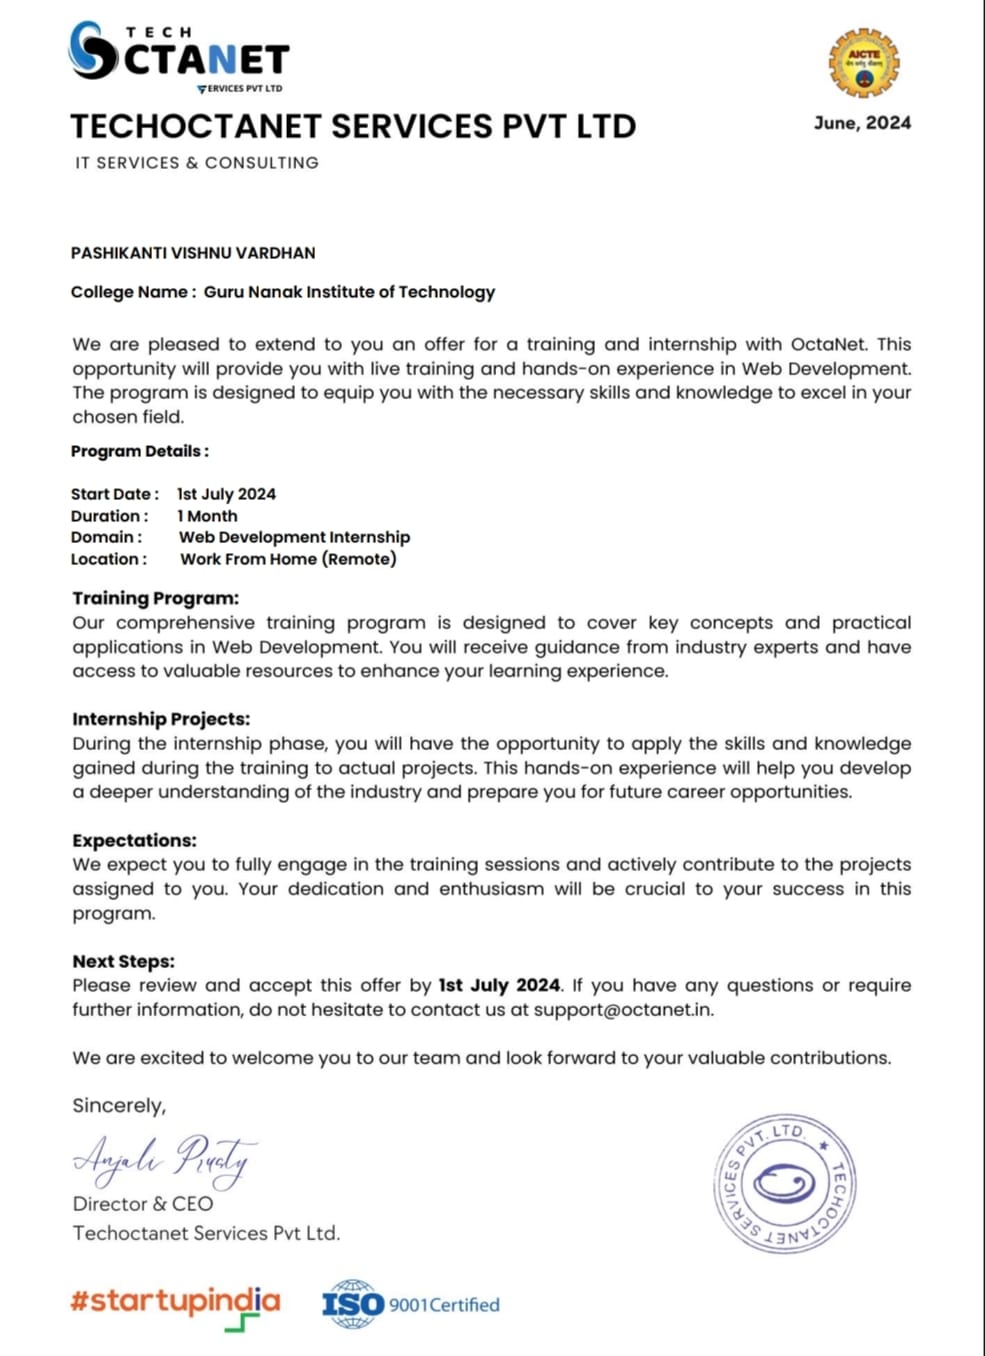 TECH
OCTANET
SERVICES PVT LTD
AICTE
TECHOCTANET SERVICES PVT LTD
June, 2024
IT SERVICES & CONSULTING
PASHIKANTI VISHNU VARDHAN
College Name : Guru Nanak Institute of Technology
We are pleased to extend to you an offer for a training and internship with OctaNet. This
opportunity will provide you with live training and hands-on experience in Web Development.
The program is designed to equip you with the necessary skills and knowledge to excel in your
chosen field.
Program Details :
Start Date : 1st July 2024
Duration : 1 Month
Domain : Web Development Internship
Location : Work From Home (Remote)
Training Program:
Our comprehensive training program is designed to cover key concepts and practical
applications in Web Development. You will receive guidance from industry experts and have
access to valuable resources to enhance your learning experience.
Internship Projects:
During the internship phase, you will have the opportunity to apply the skills and knowledge
gained during the training to actual projects. This hands-on experience will help you develop
a deeper understanding of the industry and prepare you for future career opportunities.
Expectations:
We expect you to fully engage in the training sessions and actively contribute to the projects
assigned to you. Your dedication and enthusiasm will be crucial to your success in this
program.
Next Steps:
Please review and accept this offer by 1st July 2024. If you have any questions or require
further information, do not hesitate to contact us at support@octanet.in.
We are excited to welcome you to our team and look forward to your valuable contributions.
Sincerely,
Anjali Prusty
Director & CEO
Techoctanet Services Pvt Ltd.
TECHOCTANET SERVICES PVT. LTD. ★
#startupindia
ISO 9001Certified